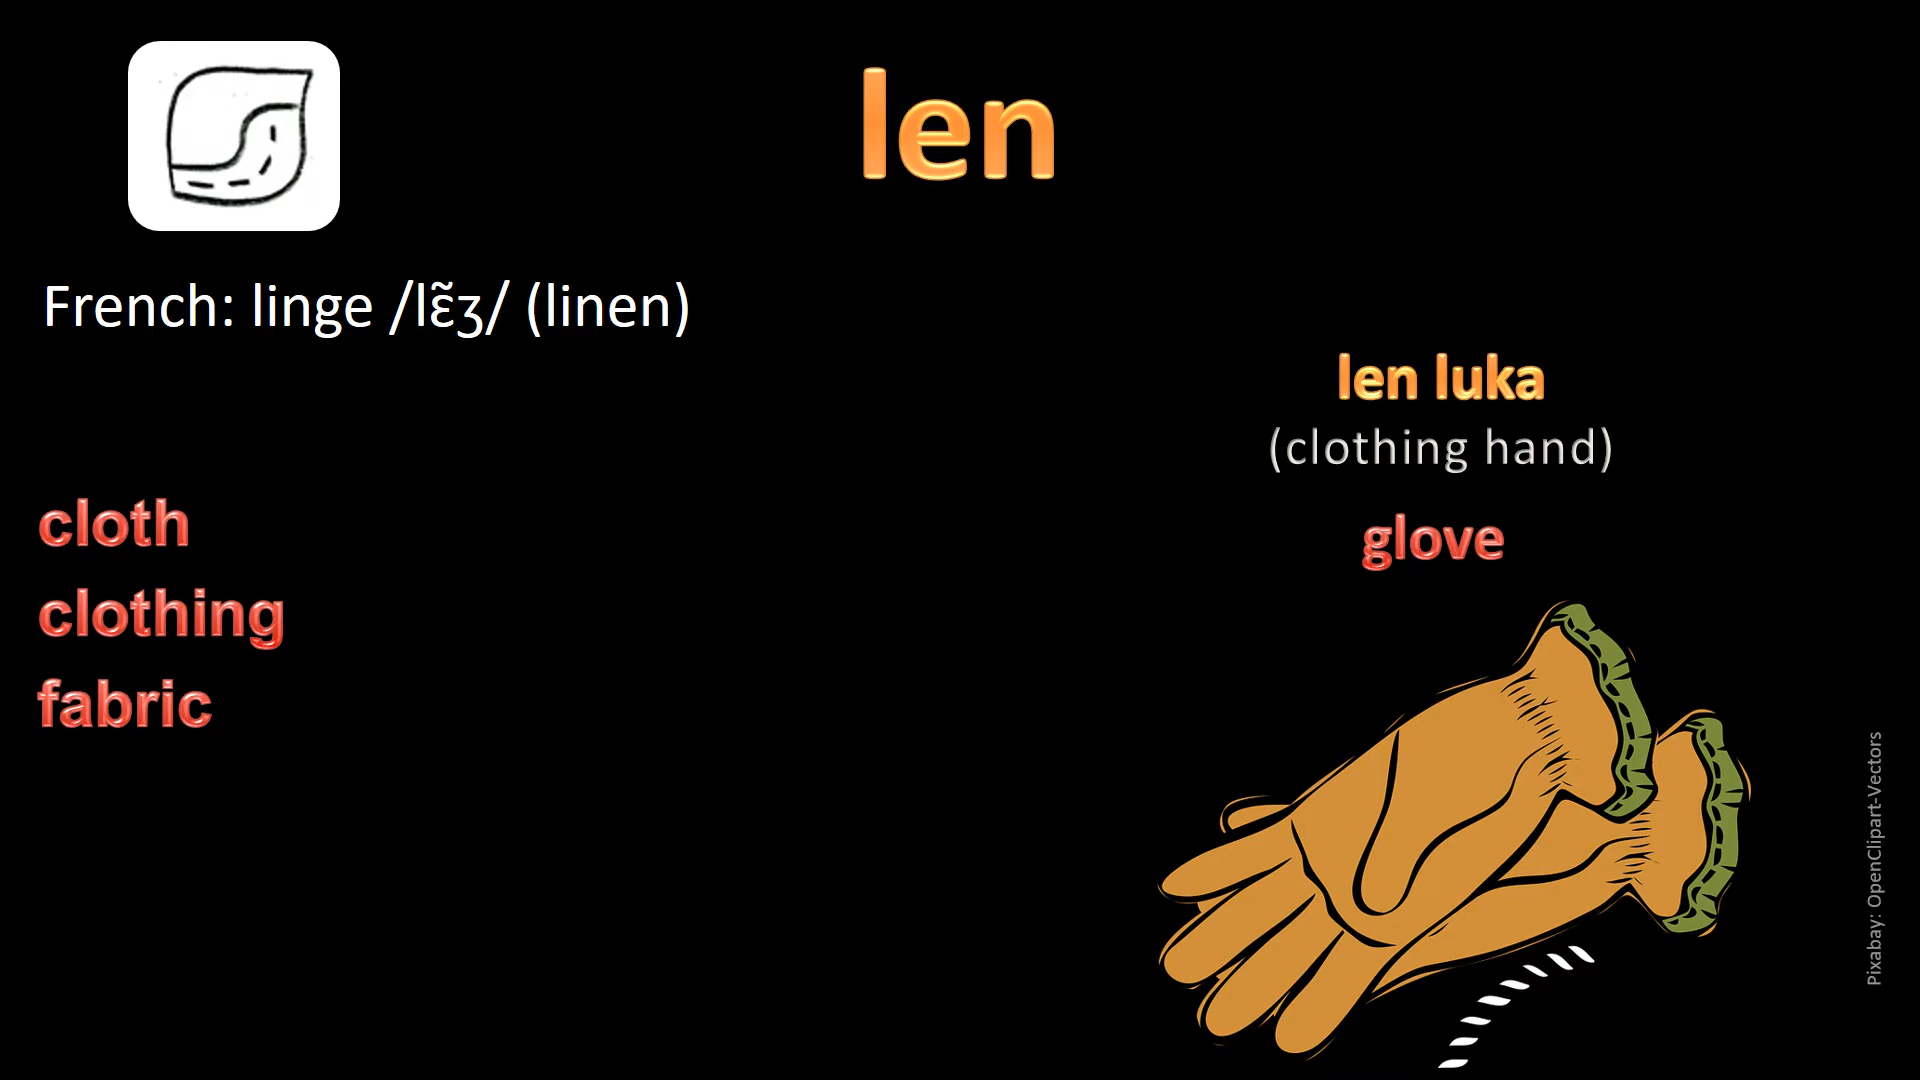 len
French: linge /lɛ̃ʒ/ (linen)
cloth
clothing
fabric
len luka
(clothing hand)
glove
Pixabay: OpenClipart-Vectors